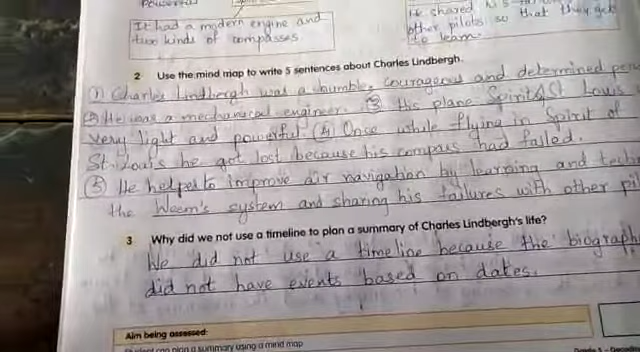 Powered
It had a modern engine and
two kinds of compasses
He shared
other pilots so that they get
to learn.
2 Use the mind map to write 5 sentences about Charles Lindbergh.
① Charles Lindbergh was a humble, courageous and determined
② He was a mechanical engineer. ③ His plane Spirit of St Louis
very light and powerful ④ Once while flying in Spirit of
St. Louis he got lost because his compus had failed.
⑤ He helped to improve air navigation by learning and
the Weem's system and sharing his failures with other
3 Why did we not use a timeline to plan a summary of Charles Lindbergh's life?
We did not use a timeline because the
did not have events based on dates.
Aim being assessed:
Student can plan a summary using a mind map